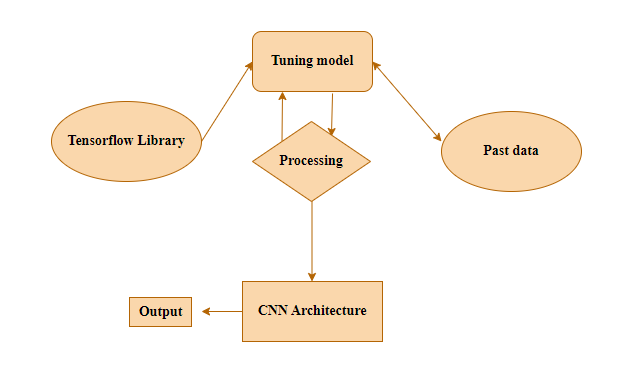 Tuning model
Tensorflow Library
Processing
Past data
CNN Architecture
Output